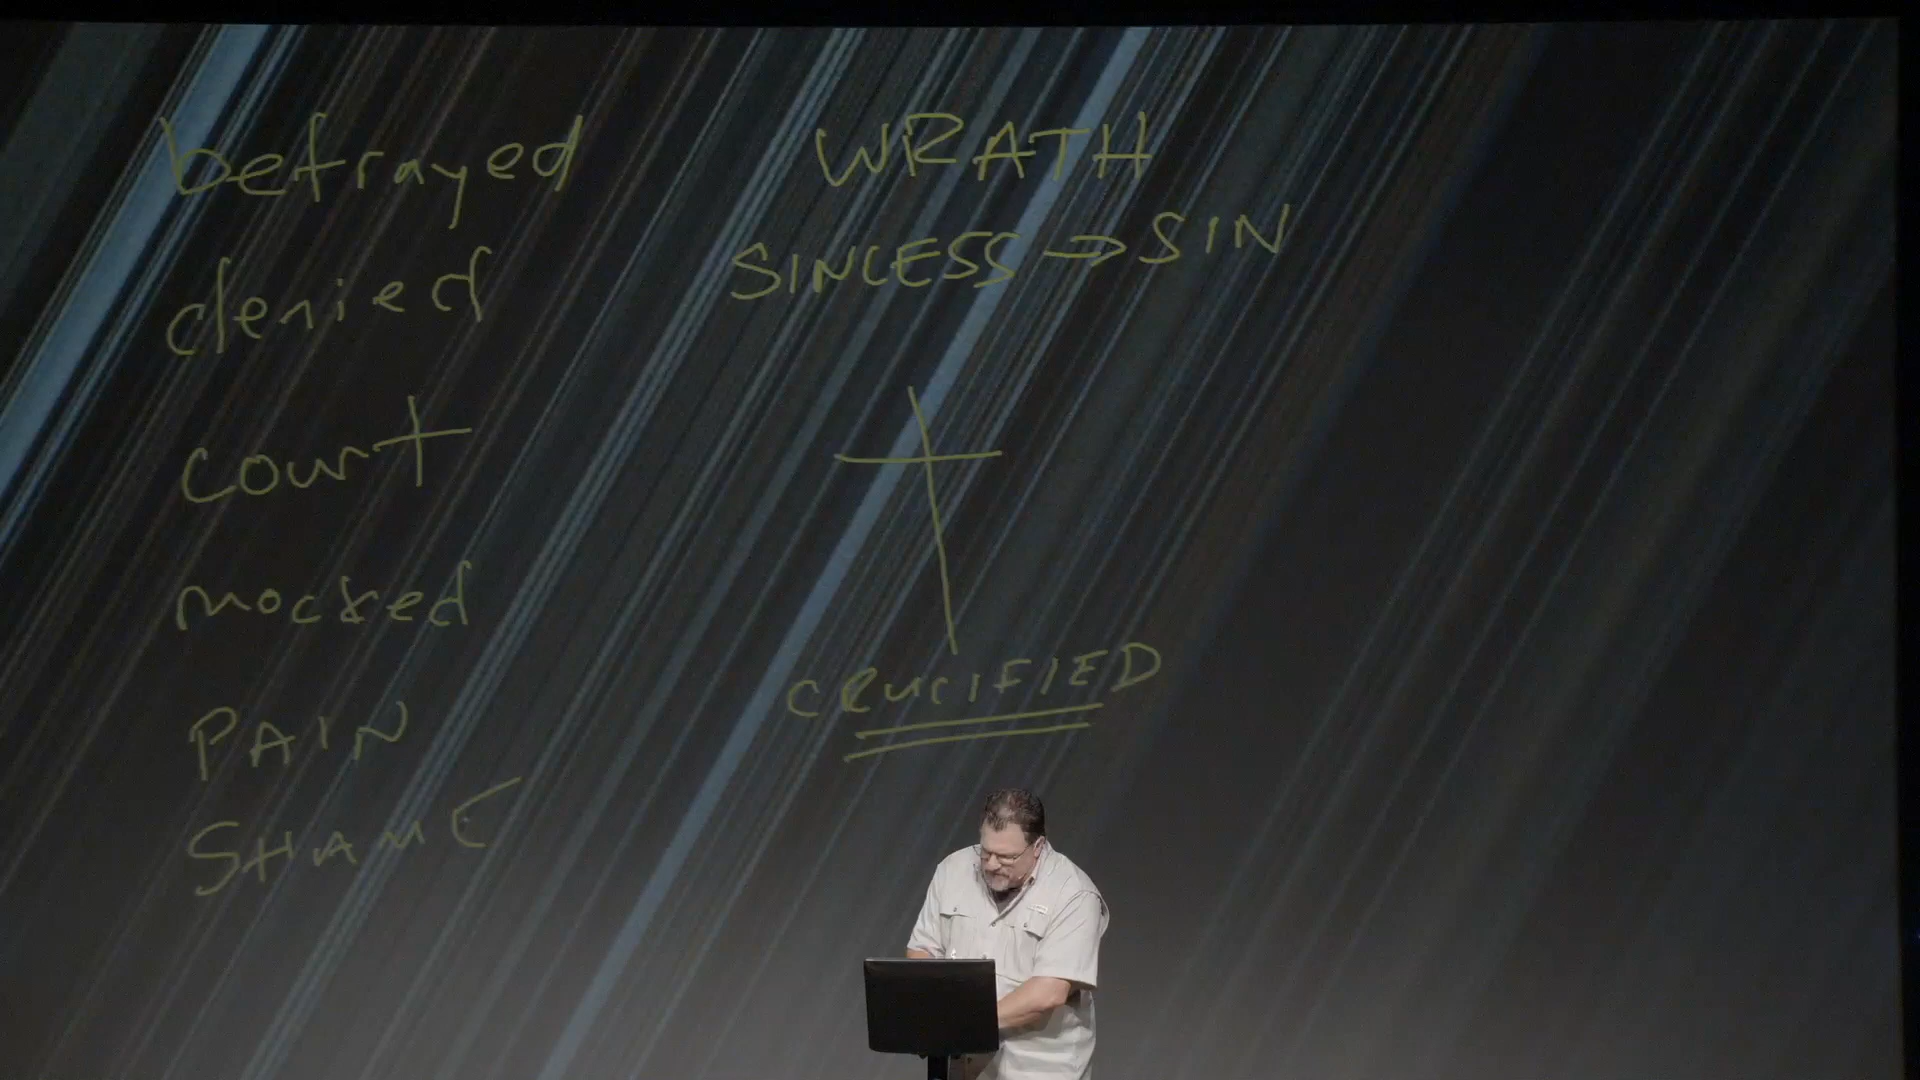 betrayed
denied
court
mocked
PAIN
SHAME
WRATH
SINLESS → SIN
CRUCIFIED